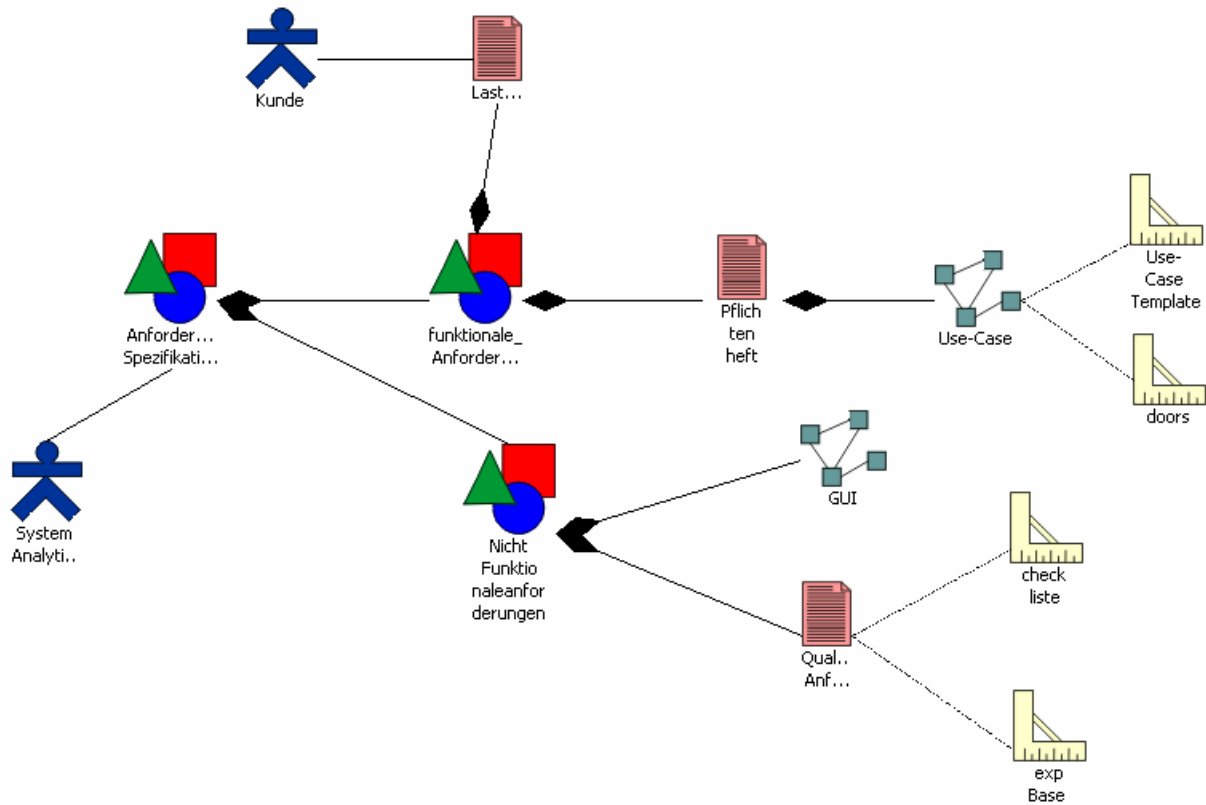 Kunde
Last...
Use-
Case
Template
Anforder...
Spezifikati...
funktionale_
Anforder...
Pflich
ten
heft
Use-Case
doors
System
Analyti..
Nicht
Funktio
naleanfor
derungen
GUI
check
liste
Qual..
Anf...
exp
Base